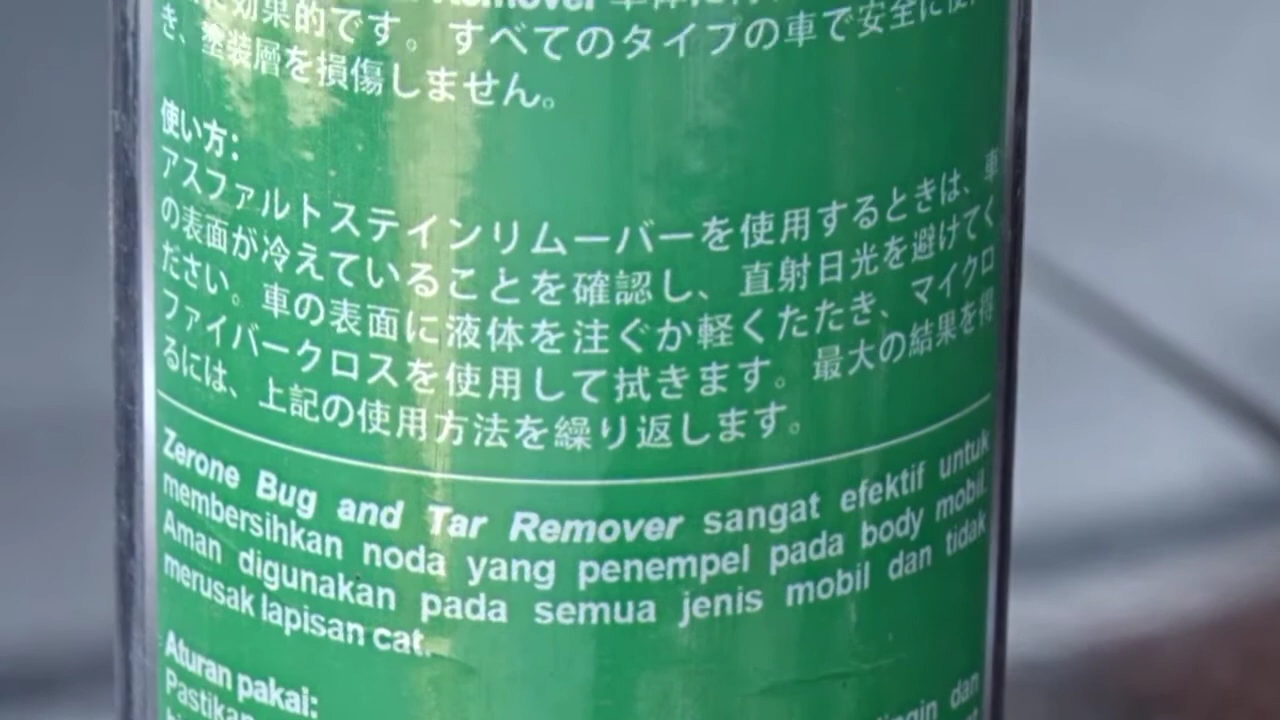 Remover
効果的です。すべてのタイプの車で安全に使
き、塗装層を損傷しません。
使い方:
アスファルトステインリムーバーを使用するときは、車
の表面が冷えていることを確認し、直射日光を避けてく
ださい。車の表面に液体を注ぐか軽くたたき、マイクロ
ファイバークロスを使用して拭きます。最大の結果を得
るには、上記の使用方法を繰り返します。
Zerone Bug and Tar Remover sangat efektif untuk
membersihkan noda yang penempel pada body mobil.
Aman digunakan pada semua jenis mobil dan tidak
merusak lapisan cat.
Aturan pakai:
Pastikan dingin dan